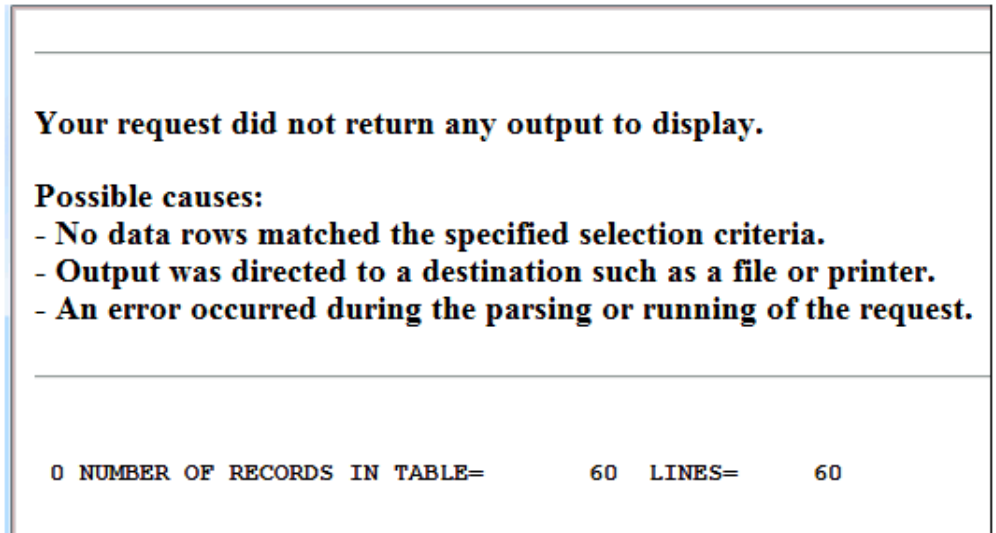 Your request did not return any output to display.
Possible causes:
- No data rows matched the specified selection criteria.
- Output was directed to a destination such as a file or printer.
- An error occurred during the parsing or running of the request.
0 NUMBER OF RECORDS IN TABLE= 60 LINES= 60